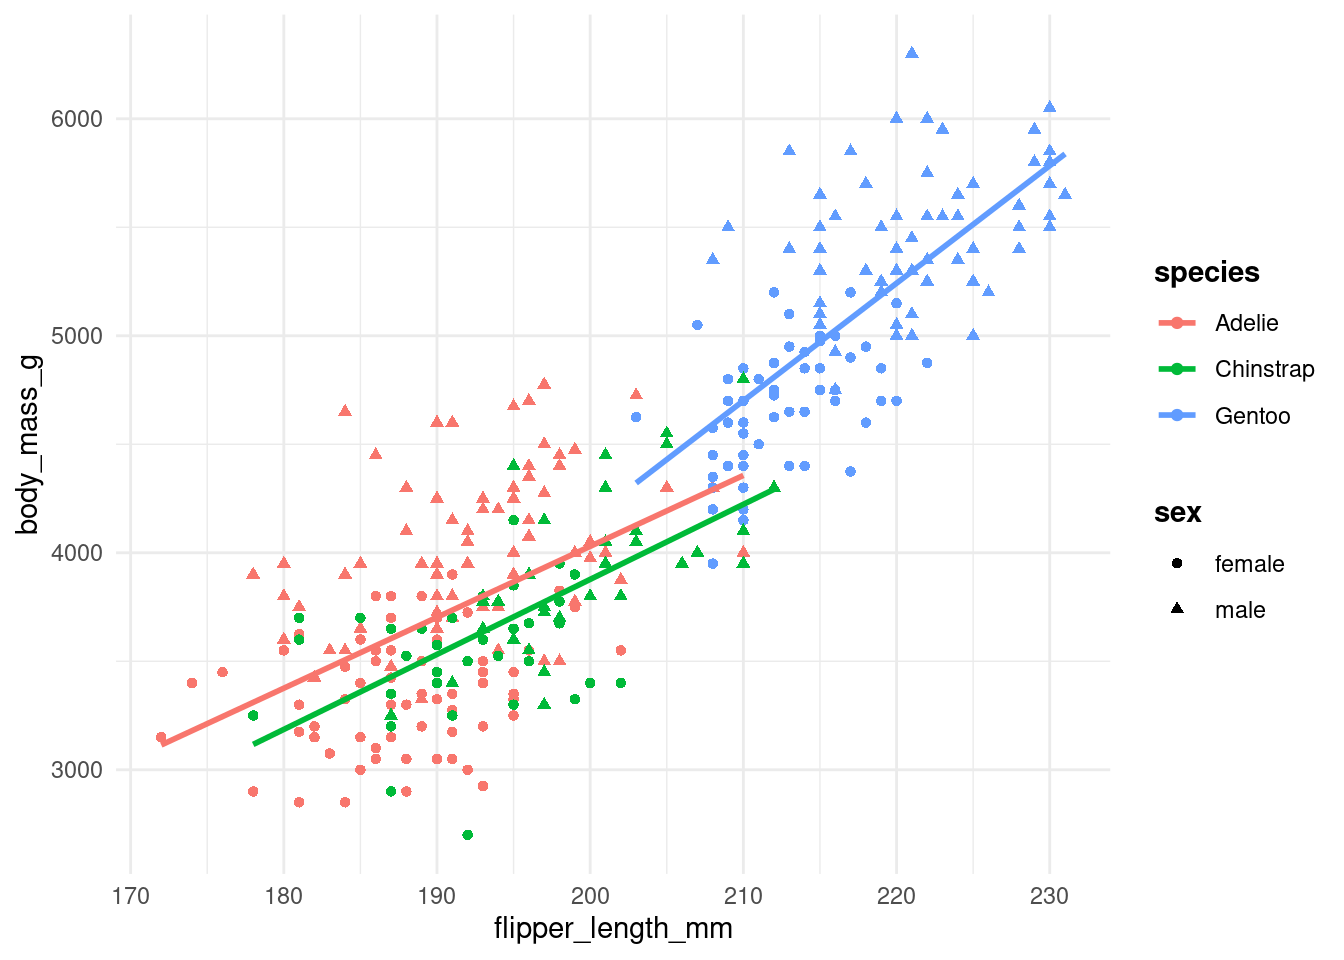 6000
5000
4000
3000
body_mass_g
170 180 190 200 210 220 230
flipper_length_mm
species
Adelie
Chinstrap
Gentoo
sex
female
male